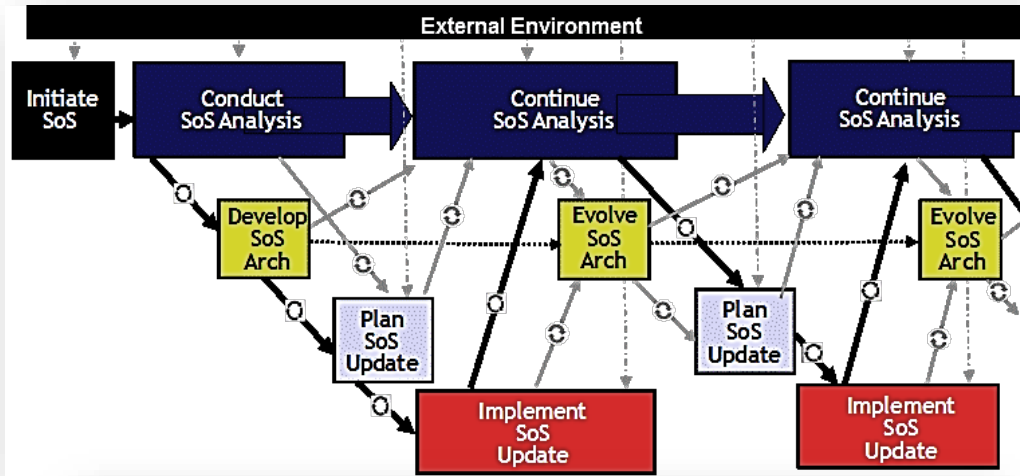 External Environment
Initiate
SoS
Conduct
SoS Analysis
Continue
SoS Analysis
Continue
SoS Analysis
Develop
SoS
Arch
Evolve
SoS
Arch
Evolve
SoS
Arch
Plan
SoS
Update
Plan
SoS
Update
Implement
SoS
Update
Implement
SoS
Update